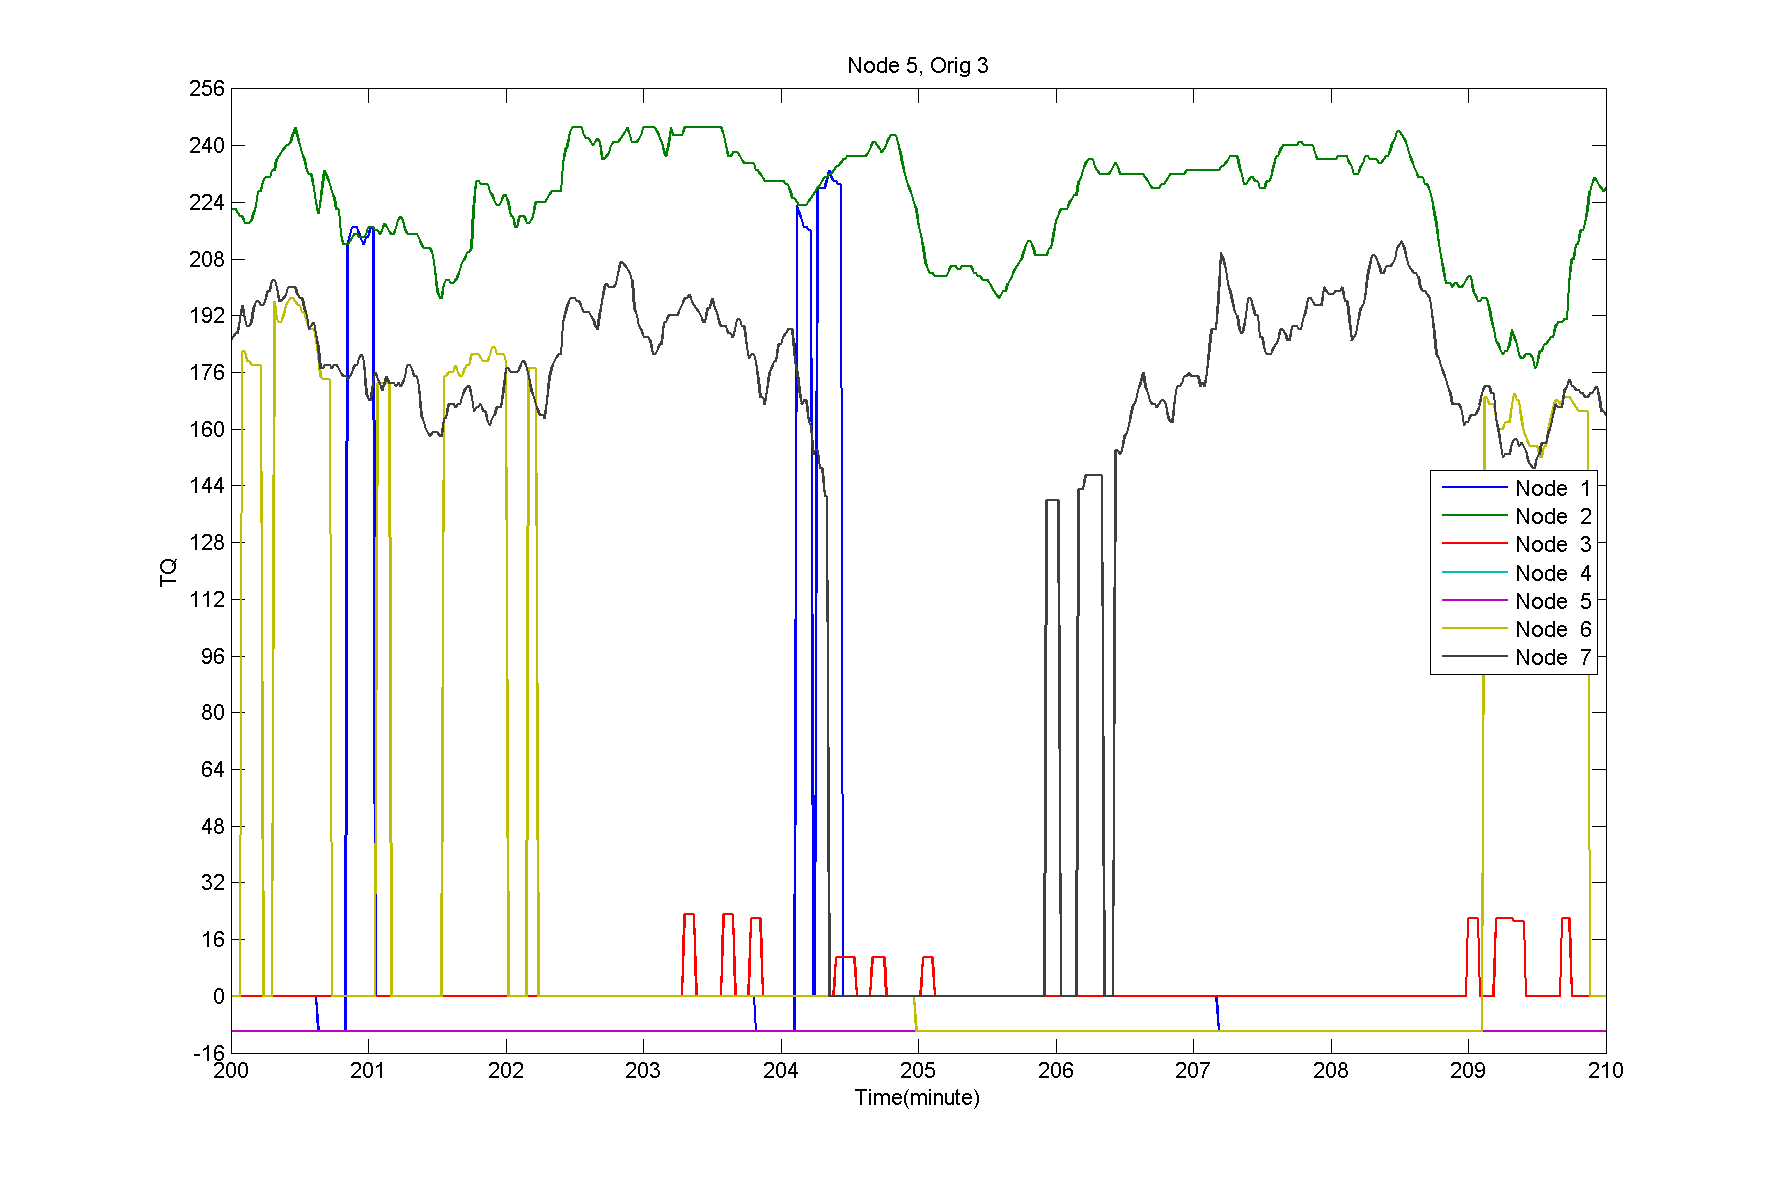 Node 5, Orig 3
256
240
224
208
192
176
160
144
128
112
96
80
64
48
32
16
0
-16
TQ
Node 1
Node 2
Node 3
Node 4
Node 5
Node 6
Node 7
200 201 202 203 204 205 206 207 208 209 210
Time(minute)